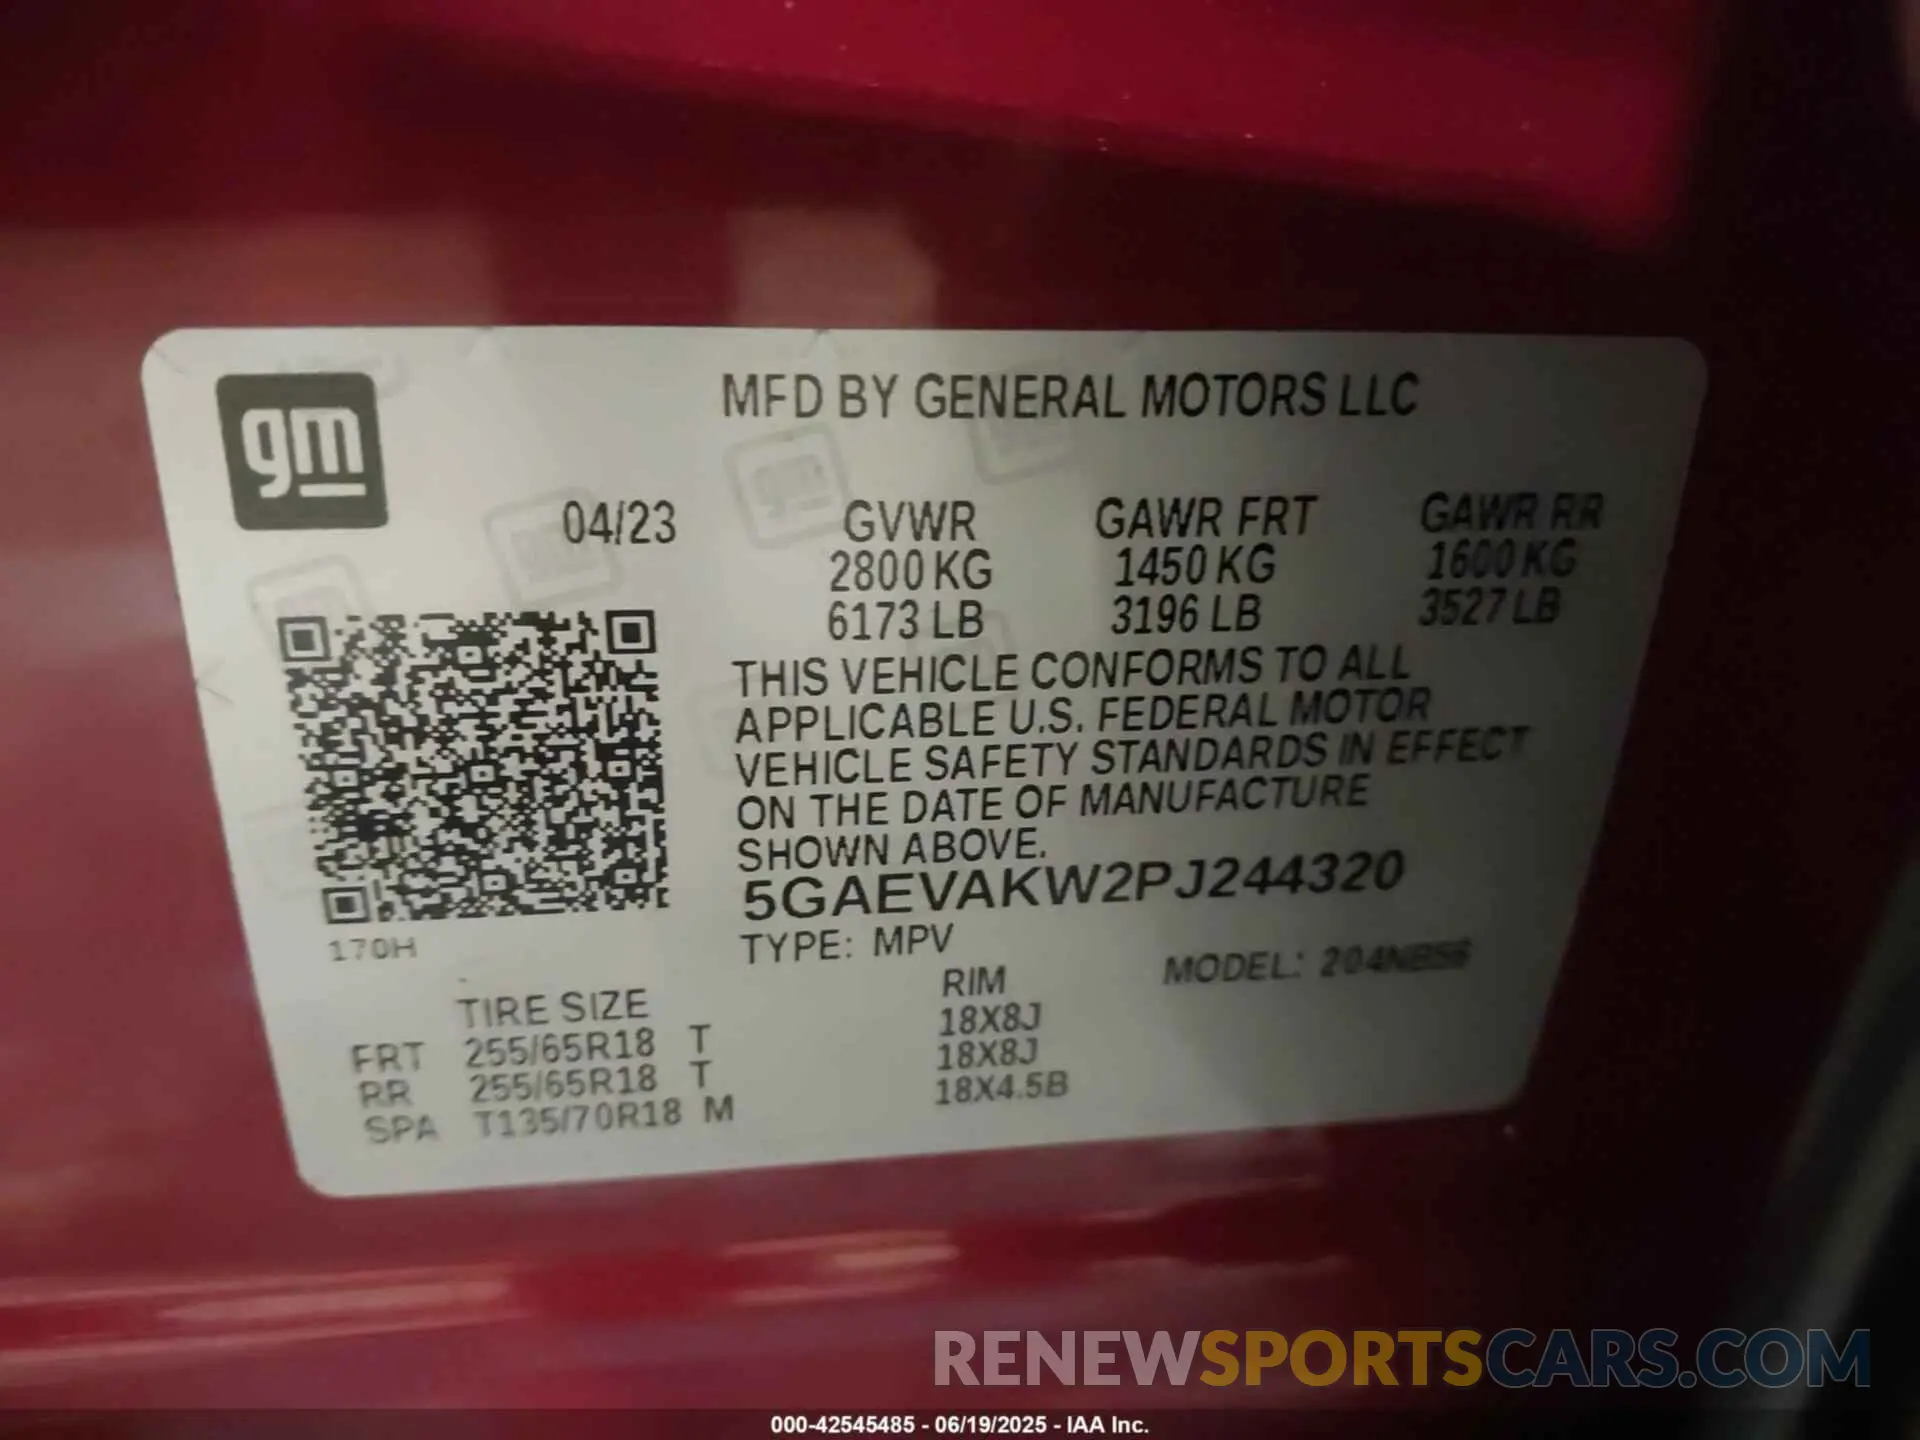 gm
MFD BY GENERAL MOTORS LLC
04/23
GVWR GAWR FRT GAWR RR
2800 KG 1450 KG 1600 KG
6173 LB 3196 LB 3527 LB
THIS VEHICLE CONFORMS TO ALL
APPLICABLE U.S. FEDERAL MOTOR
VEHICLE SAFETY STANDARDS IN EFFECT
ON THE DATE OF MANUFACTURE
SHOWN ABOVE.
5GAEVAKW2PJ244320
170H
TYPE: MPV MODEL: 204NB56
TIRE SIZE RIM
FRT 255/65R18 T 18X8J
RR 255/65R18 T 18X8J
SPA T135/70R18 M 18X4.5B
RENEWSPORTSCARS.COM
000-42545485 - 06/19/2025 - IAA Inc.